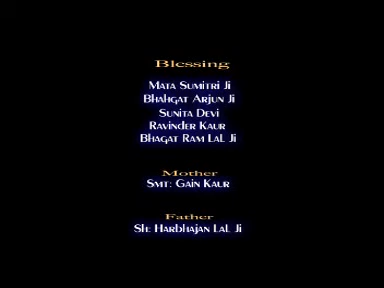 Blessing
Mata Sumitri Ji
Bhahgat Arjun Ji
Sunita Devi
Ravinder Kaur
Bhagat Ram Lal Ji
Mother
Smt: Gain Kaur
Father
Sh: Harbhajan Lal Ji